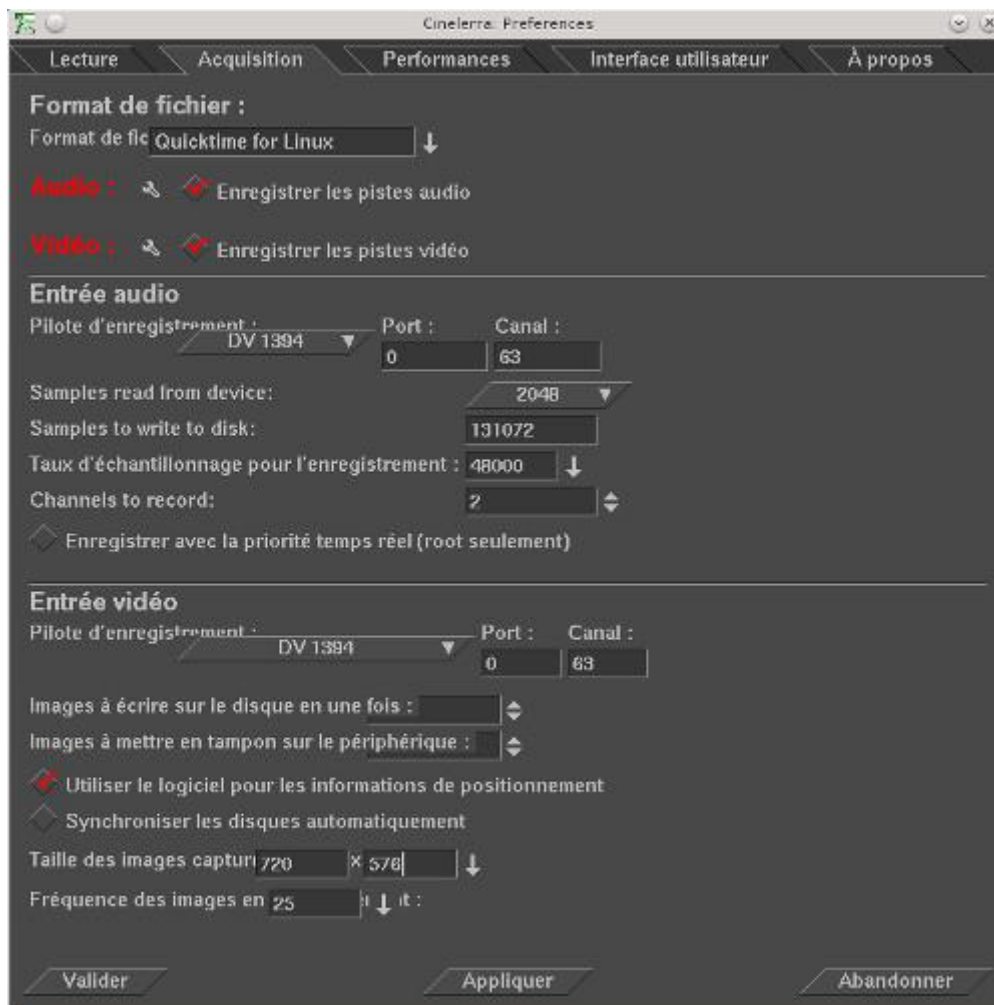 Cinelerra: Preferences
Lecture Acquisition Performances Interface utilisateur À propos
Format de fichier :
Format de fic Quicktime for Linux
Audio : Enregistrer les pistes audio
Vidéo : Enregistrer les pistes vidéo
Entrée audio
Pilote d'enregistrement : DV 1394 Port : 0 Canal : 63
Samples read from device: 2048
Samples to write to disk: 131072
Taux d'échantillonnage pour l'enregistrement : 48000
Channels to record: 2
Enregistrer avec la priorité temps réel (root seulement)
Entrée vidéo
Pilote d'enregistrement : DV 1394 Port : 0 Canal : 63
Images à écrire sur le disque en une fois :
Images à mettre en tampon sur le périphérique :
Utiliser le logiciel pour les informations de positionnement
Synchroniser les disques automatiquement
Taille des images captur 720 x 576
Fréquence des images en 25 t :
Valider Appliquer Abandonner